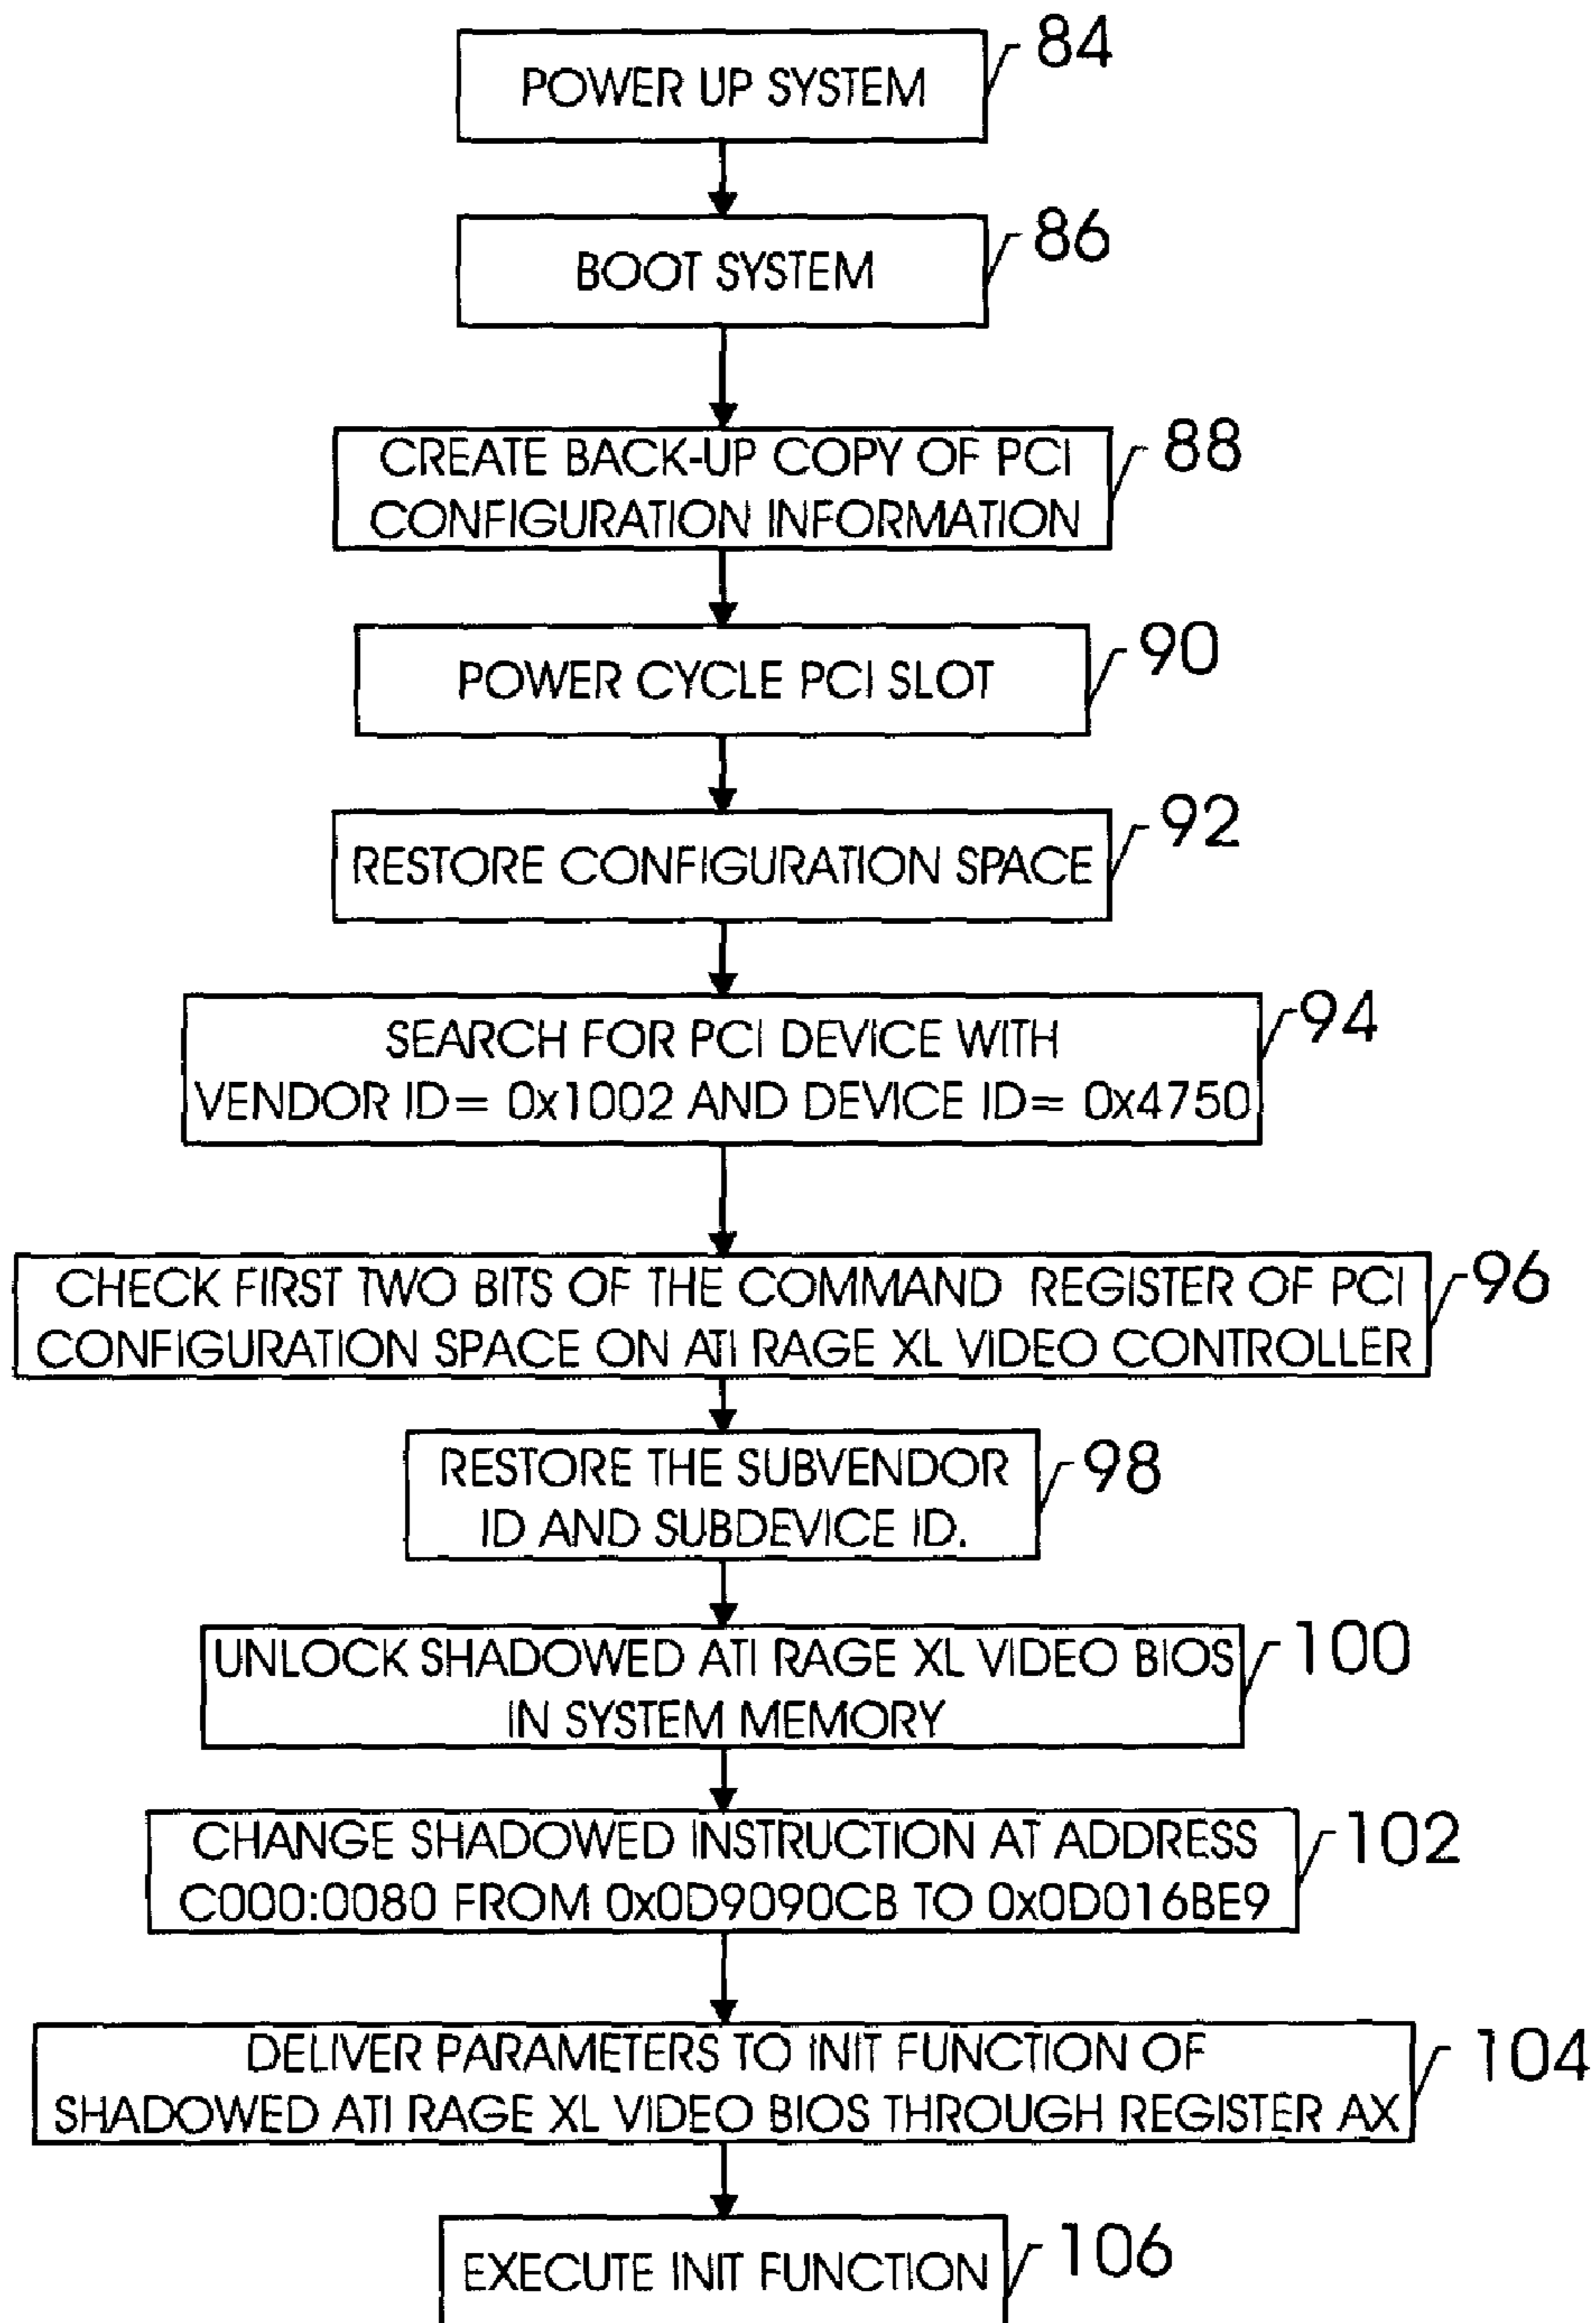 POWER UP SYSTEM
84
BOOT SYSTEM
86
CREATE BACK-UP COPY OF PCI
CONFIGURATION INFORMATION
88
POWER CYCLE PCI SLOT
90
RESTORE CONFIGURATION SPACE
92
SEARCH FOR PCI DEVICE WITH
VENDOR ID= 0x1002 AND DEVICE ID= 0x4750
94
CHECK FIRST TWO BITS OF THE COMMAND REGISTER OF PCI
CONFIGURATION SPACE ON ATI RAGE XL VIDEO CONTROLLER
96
RESTORE THE SUBVENDOR
ID AND SUBDEVICE ID.
98
UNLOCK SHADOWED ATI RAGE XL VIDEO BIOS
IN SYSTEM MEMORY
100
CHANGE SHADOWED INSTRUCTION AT ADDRESS
C000:0080 FROM 0x0D9090CB TO 0x0D016BE9
102
DELIVER PARAMETERS TO INIT FUNCTION OF
SHADOWED ATI RAGE XL VIDEO BIOS THROUGH REGISTER AX
104
EXECUTE INIT FUNCTION
106